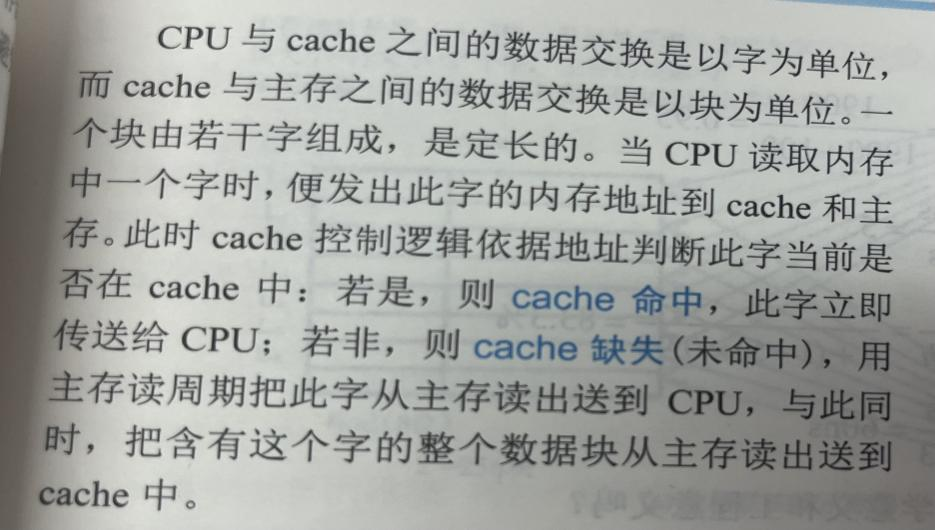 CPU 与 cache 之间的数据交换是以字为单位，
而 cache 与主存之间的数据交换是以块为单位。一
个块由若干字组成，是定长的。当 CPU 读取内存
中一个字时，便发出此字的内存地址到 cache 和主
存。此时 cache 控制逻辑依据地址判断此字当前是
否在 cache 中：若是，则 cache 命中，此字立即
传送给 CPU；若非，则 cache 缺失(未命中)，用
主存读周期把此字从主存读出送到 CPU，与此同
时，把含有这个字的整个数据块从主存读出送到
cache 中。